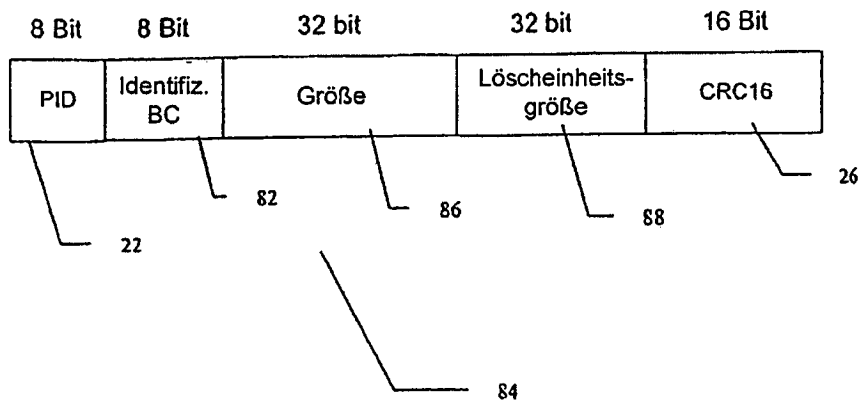 8 Bit 8 Bit 32 bit 32 bit 16 Bit
PID
Identifiz.
BC
Größe
Löscheinheits-
größe
CRC16
22
82
86
88
26
84